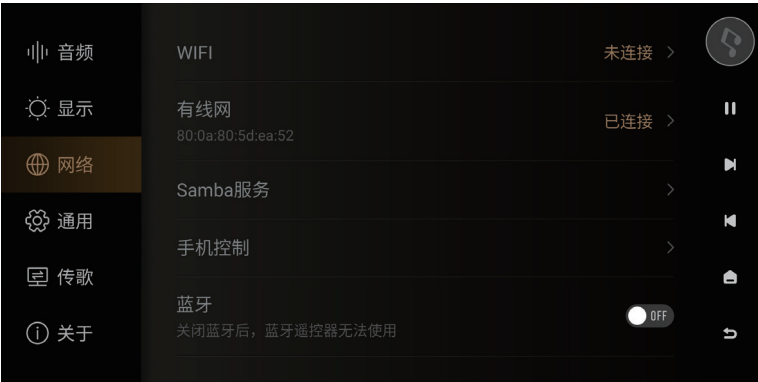 音频
显示
网络
通用
传歌
关于
WIFI
未连接
有线网
80:0a:80:5d:ea:52
已连接
Samba服务
手机控制
蓝牙
关闭蓝牙后，蓝牙遥控器无法使用
OFF